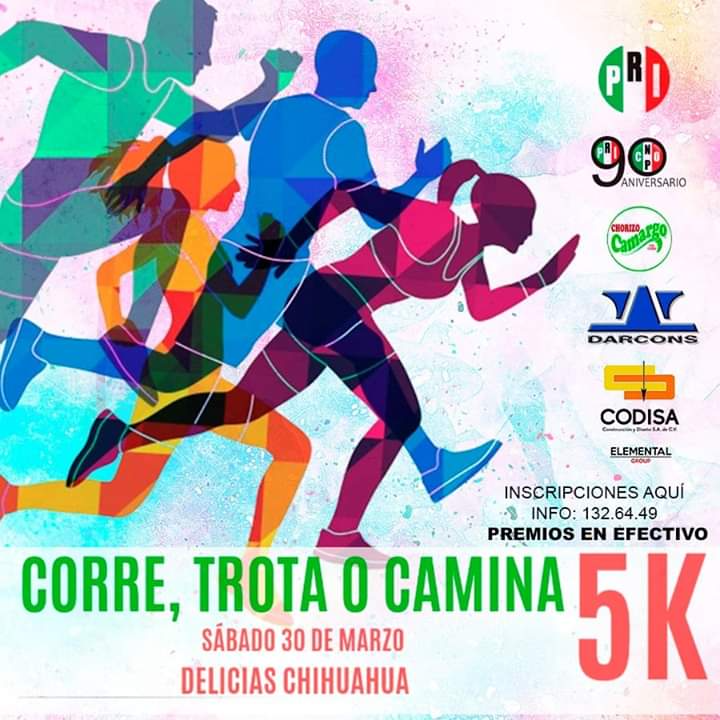 PRI
90
PRI CNOP
ANIVERSARIO
CHORIZO
Camargo
DARCONS
CODISA
Construcción y Diseño S.A. de C.V.
ELEMENTAL
GROUP
INSCRIPCIONES AQUÍ
INFO: 132.64.49
PREMIOS EN EFECTIVO
CORRE, TROTA O CAMINA
5K
SÁBADO 30 DE MARZO
DELICIAS CHIHUAHUA